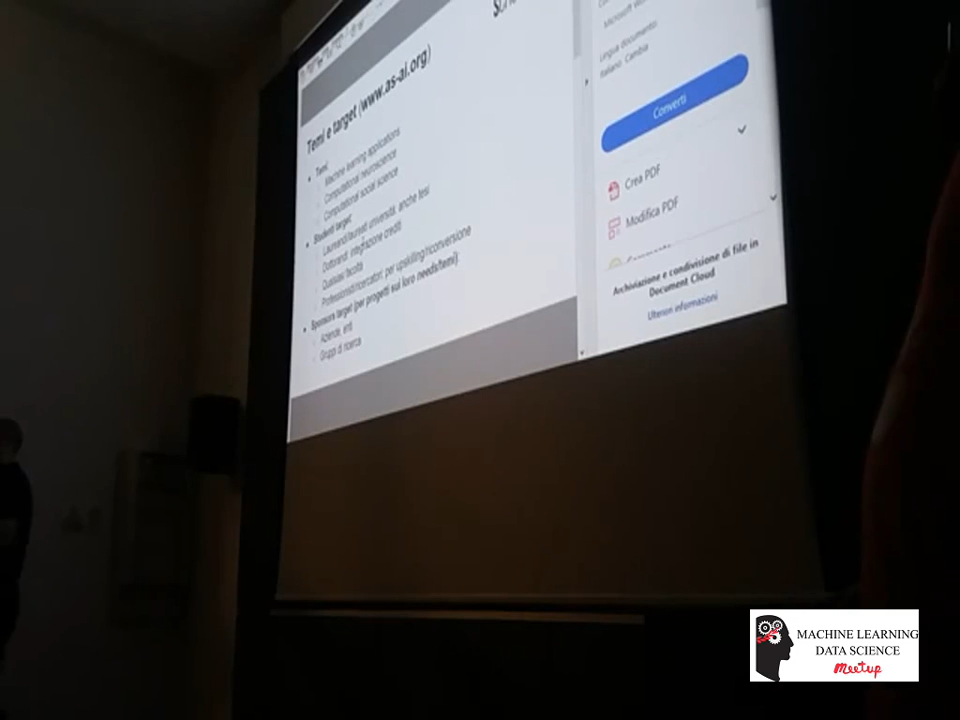 Temi e target (www.as-ai.org)
Temi:
Machine learning applications
Computational neuroscience
Computational social science
Studenti target:
Laureandi/laureati università: anche tesi
Dottorandi: integrazione crediti
Qualsiasi facoltà
Professionisti/ricercatori: per upskilling/riconversione
Sponsors target (per progetti sui loro needs/temi):
Aziende, enti
Gruppi di ricerca
Microsoft
Lingua documento:
Italiano Cambia
Converti
Crea PDF
Modifica PDF
Archiviazione e condivisione di file in
Document Cloud
Ulteriori informazioni
MACHINE LEARNING
DATA SCIENCE
meetup